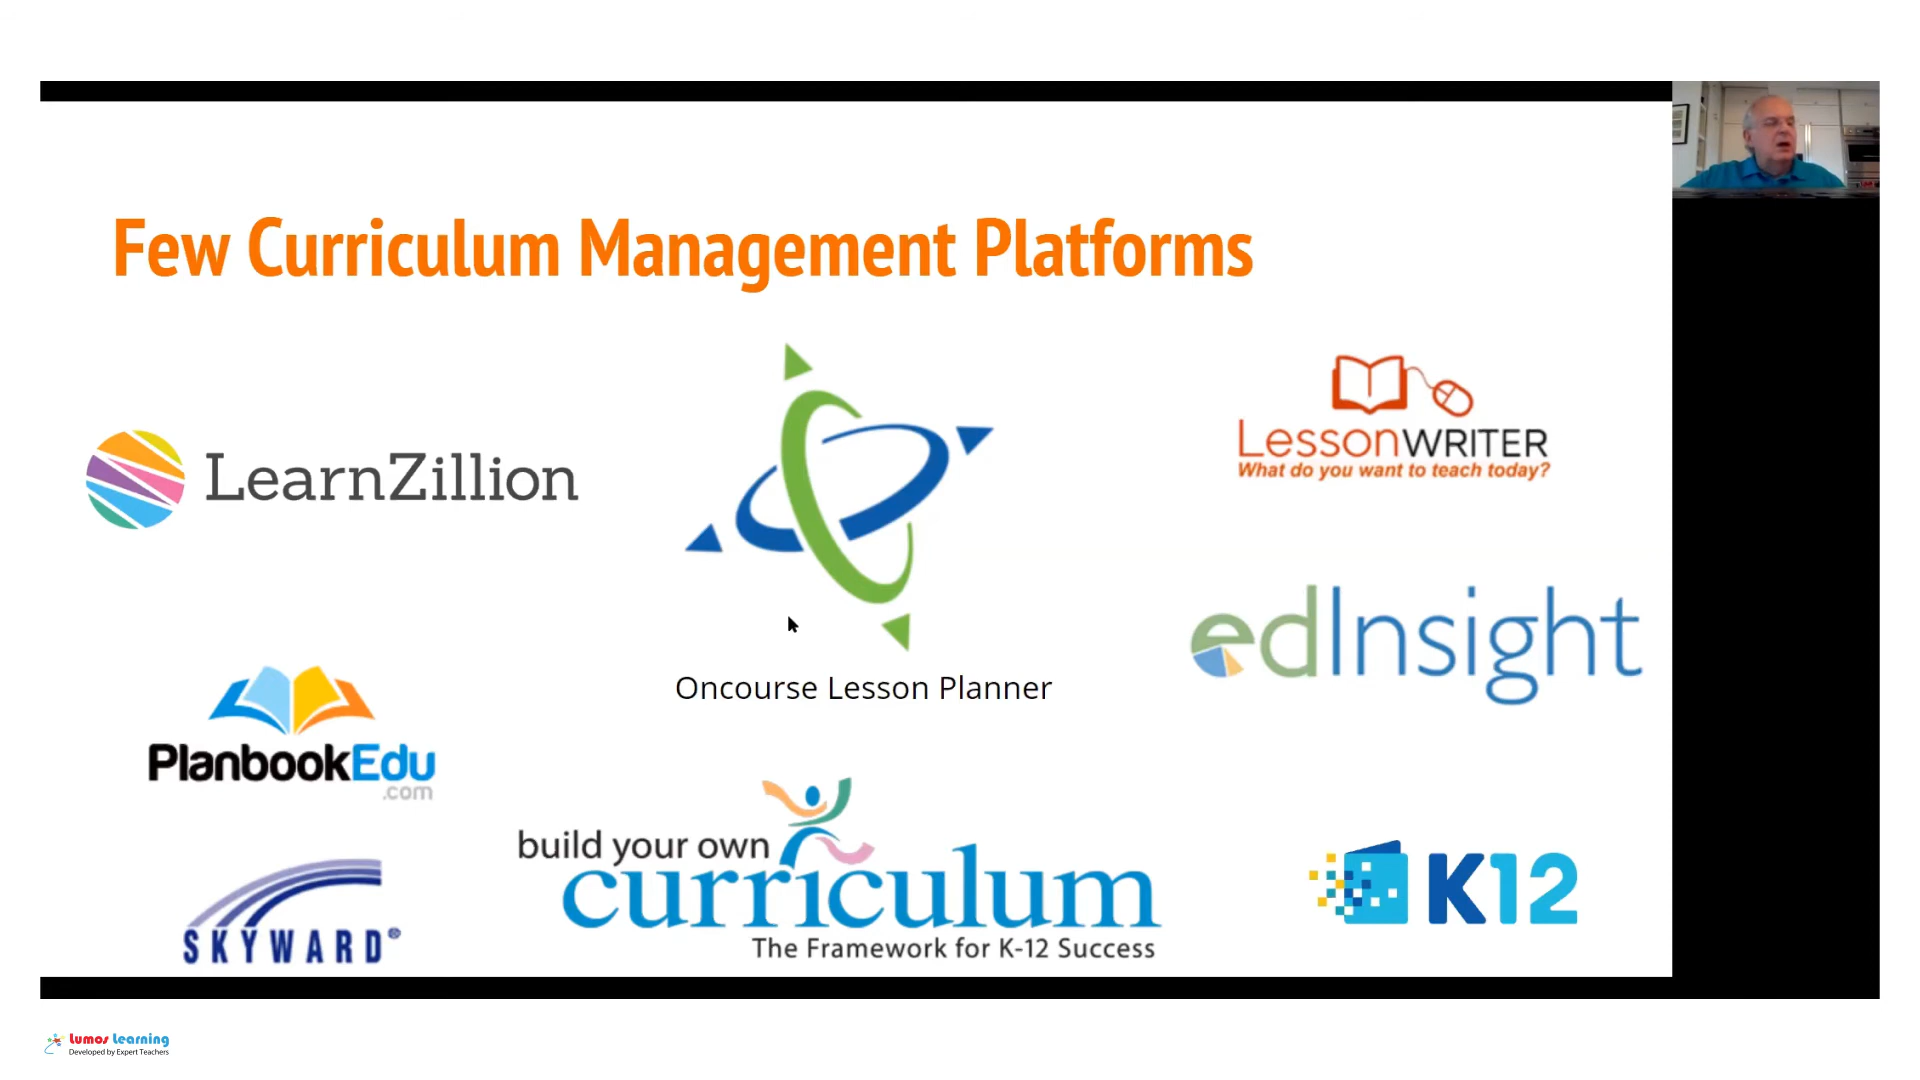 Few Curriculum Management Platforms
LearnZillion
LESSONWRITER
What do you want to teach today?
edInsight
Oncourse Lesson Planner
PlanbookEdu
.com
build your own
curriculum
The Framework for K-12 Success
SKYWARD®
K12
Lumos Learning
Developed by Expert Teachers